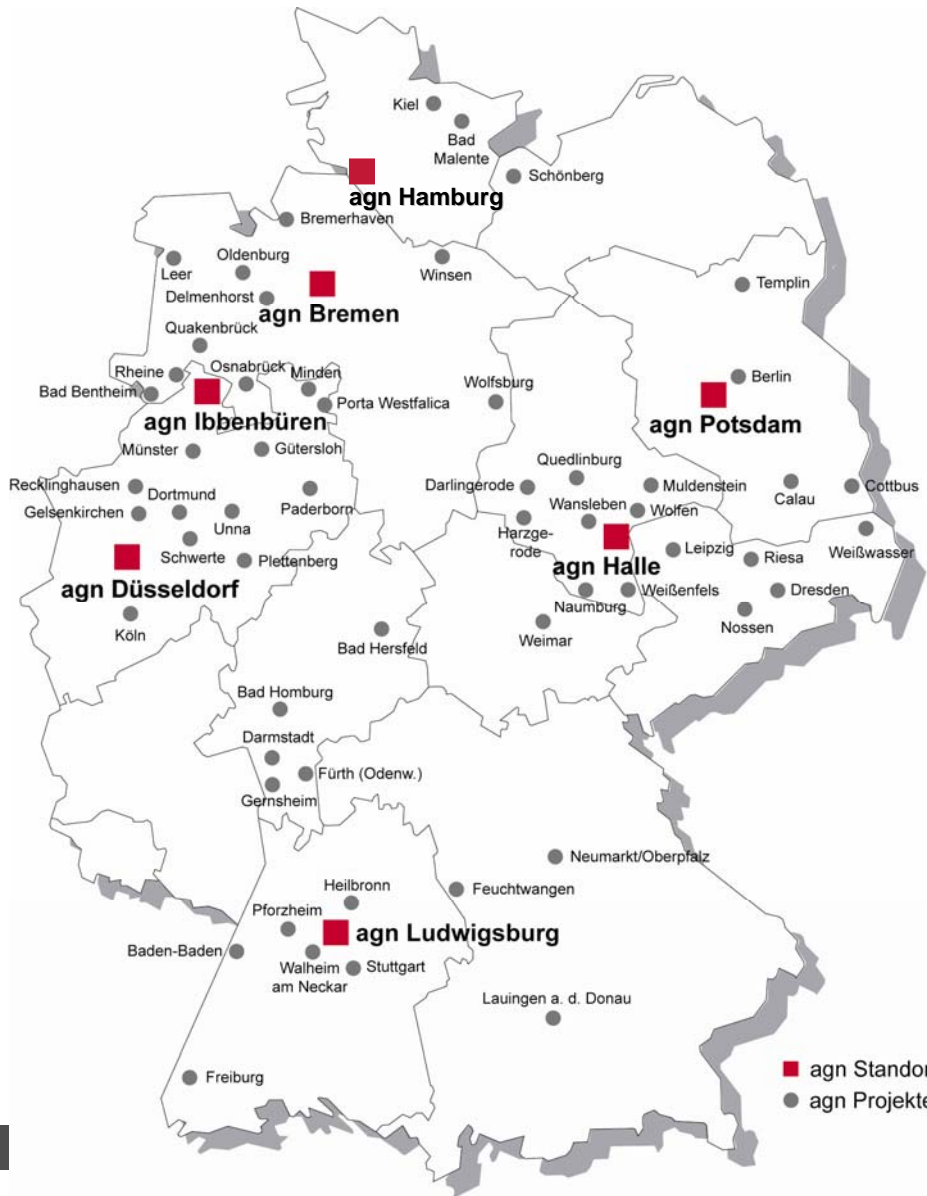 Kiel
Bad
Malente
Schönberg
agn Hamburg
Bremerhaven
Oldenburg
Leer
Winsen
Templin
Delmenhorst
agn Bremen
Quakenbrück
Rheine
Osnabrück
Minden
Berlin
Bad Bentheim
Wolfsburg
Porta Westfalica
agn Ibbenbüren
agn Potsdam
Münster
Gütersloh
Quedlinburg
Recklinghausen
Dortmund
Darlingerode
Muldenstein
Calau
Cottbus
Gelsenkirchen
Unna
Paderborn
Wansleben
Wolfen
Harzge-
rode
Schwerte
Plettenberg
agn Halle
Leipzig
Riesa
Weißwasser
agn Düsseldorf
Naumburg
Weißenfels
Dresden
Köln
Weimar
Nossen
Bad Hersfeld
Bad Homburg
Darmstadt
Fürth (Odenw.)
Gernsheim
Neumarkt/Oberpfalz
Heilbronn
Feuchtwangen
Pforzheim
agn Ludwigsburg
Baden-Baden
Walheim
am Neckar
Stuttgart
Lauingen a. d. Donau
Freiburg
agn Standor
agn Projekte